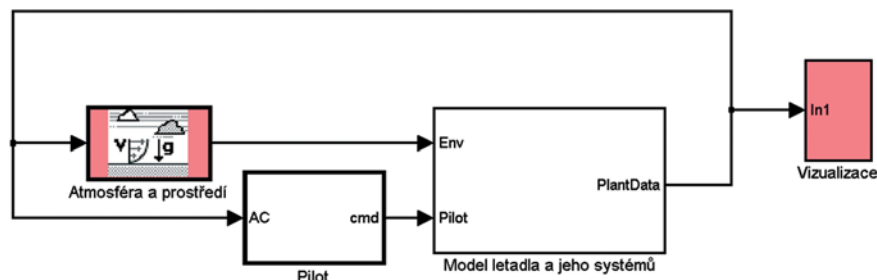 In1
Vizualizace
V
g
Atmosféra a prostředí
Env
PlantData
Pilot
Model letadla a jeho systémů
AC
cmd
Pilot